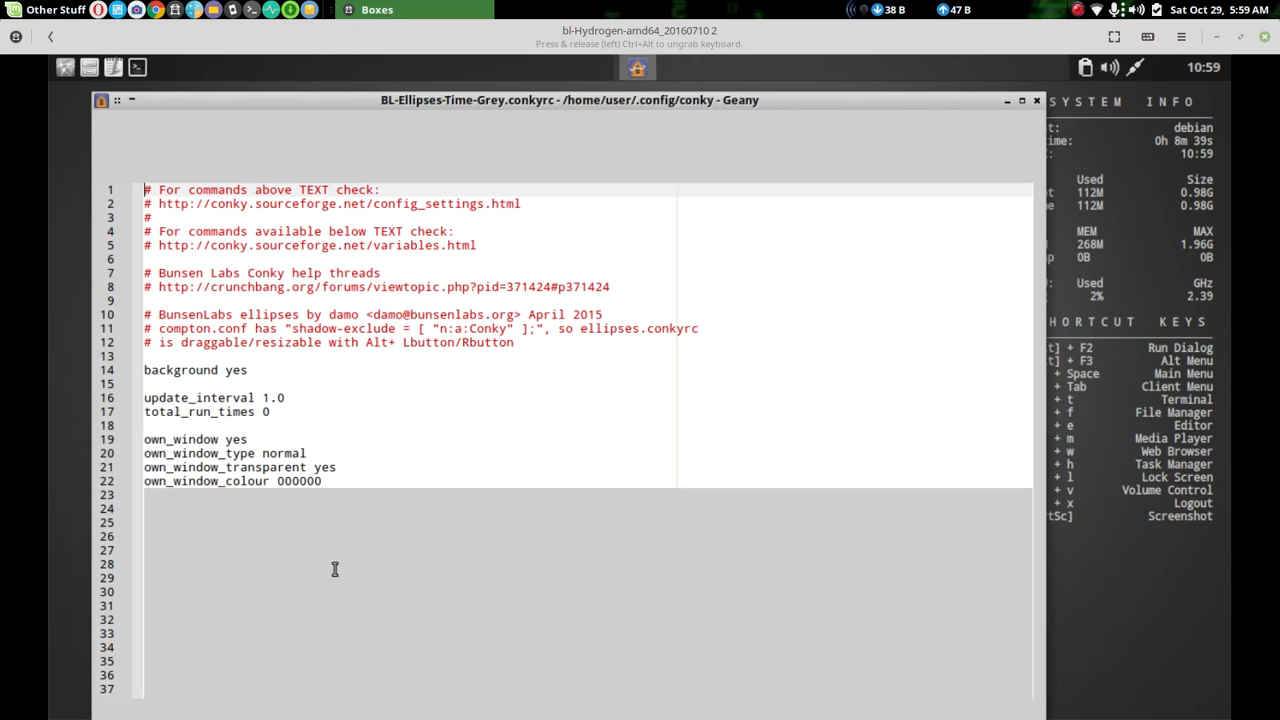 Other Stuff
Boxes
38 B
47 B
Sat Oct 29, 5:59 AM
bl-Hydrogen-amd64_20160710 2
Press & release (left) Ctrl+Alt to ungrab keyboard.
10:59
BL-Ellipses-Time-Grey.conkyrc - /home/user/.config/conky - Geany
1 # For commands above TEXT check:
2 # http://conky.sourceforge.net/config_settings.html
3 #
4 # For commands available below TEXT check:
5 # http://conky.sourceforge.net/variables.html
6
7 # Bunsen Labs Conky help threads
8 # http://crunchbang.org/forums/viewtopic.php?pid=371424#p371424
9
10 # BunsenLabs ellipses by damo <damo@bunsenlabs.org> April 2015
11 # compton.conf has "shadow-exclude = [ "n:a:Conky" ];", so ellipses.conkyrc
12 # is draggable/resizable with Alt+ Lbutton/Rbutton
13
14 background yes
15
16 update_interval 1.0
17 total_run_times 0
18
19 own_window yes
20 own_window_type normal
21 own_window_transparent yes
22 own_window_colour 000000
23
24
25
26
27
28
29
30
31
32
33
34
35
36
37
SYSTEM INFO
t: debian
ime: 0h 8m 39s
: 10:59
Used Size
t 112M 0.98G
e 112M 0.98G
MEM MAX
268M 1.96G
p 0B 0B
U: GHz
2% 2.39
HORTCUT KEYS
t] + F2 Run Dialog
t] + F3 Alt Menu
+ Space Main Menu
+ Tab Client Menu
+ t Terminal
+ f File Manager
+ e Editor
+ m Media Player
+ w Web Browser
+ h Task Manager
+ l Lock Screen
+ v Volume Control
+ x Logout
tSc] Screenshot